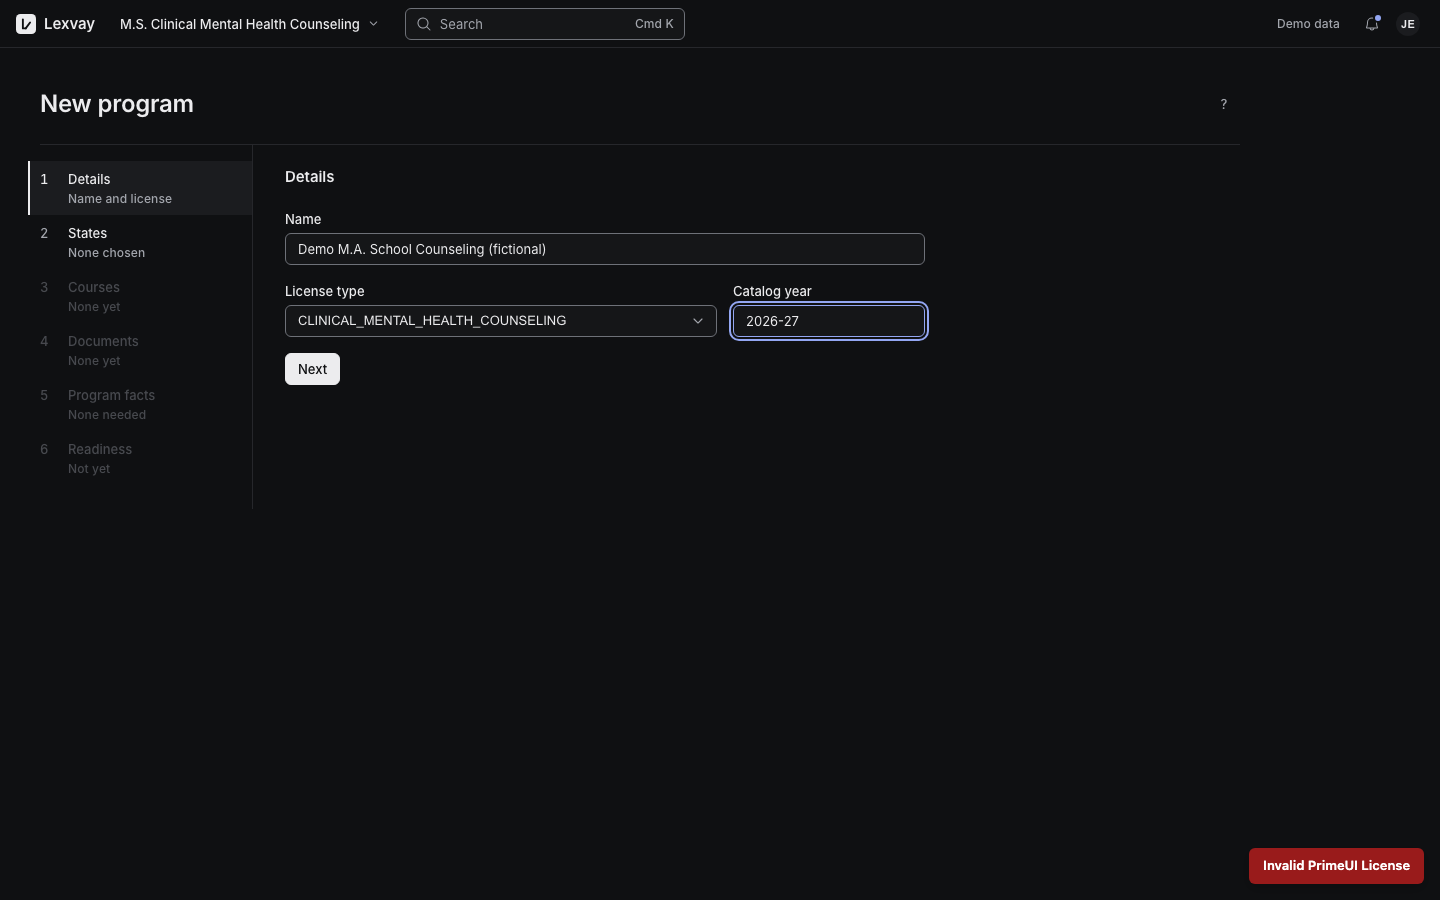 Lexvay
M.S. Clinical Mental Health Counseling
Search
Cmd K
Demo data
JE
New program
?
1 Details
Name and license
2 States
None chosen
3 Courses
None yet
4 Documents
None yet
5 Program facts
None needed
6 Readiness
Not yet
Details
Name
Demo M.A. School Counseling (fictional)
License type
Catalog year
CLINICAL_MENTAL_HEALTH_COUNSELING
2026-27
Next
Invalid PrimeUI License